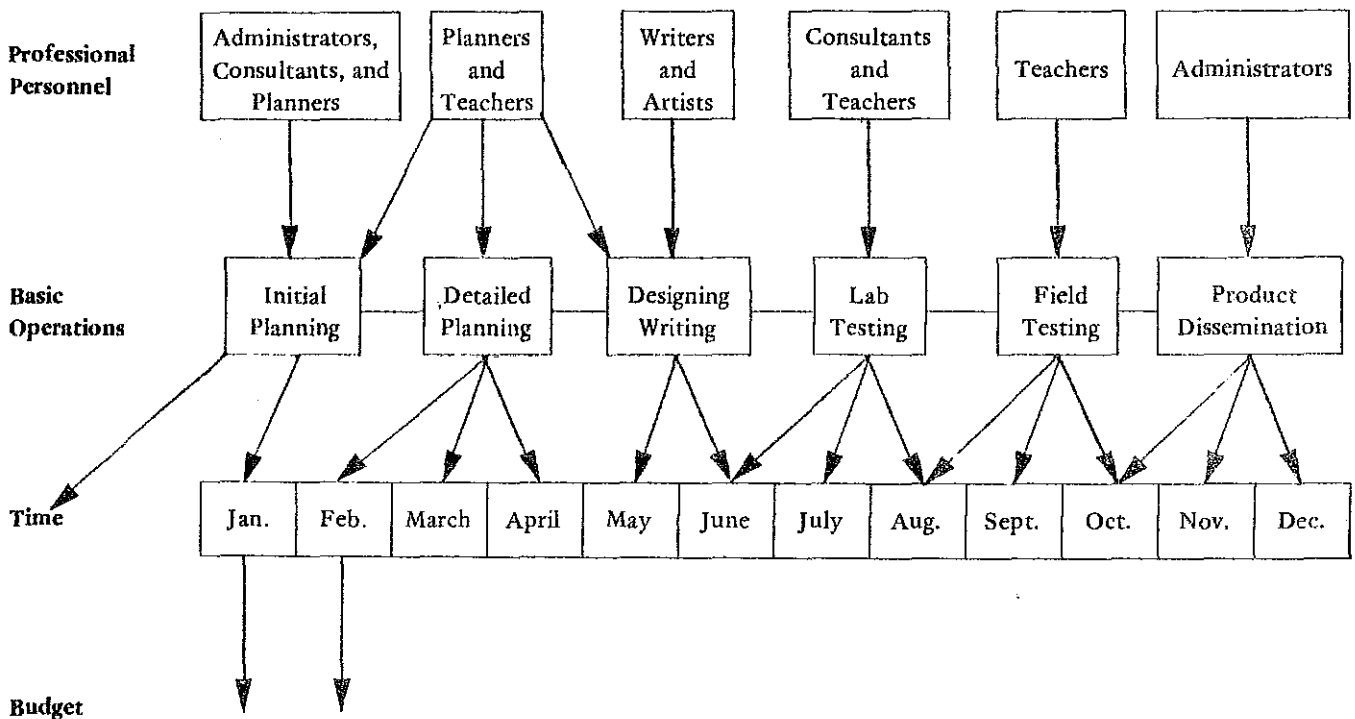 Professional
Personnel
Administrators,
Consultants, and
Planners
Planners
and
Teachers
Writers
and
Artists
Consultants
and
Teachers
Teachers
Administrators
Basic
Operations
Initial
Planning
Detailed
Planning
Designing
Writing
Lab
Testing
Field
Testing
Product
Dissemination
Time
Jan.
Feb.
March
April
May
June
July
Aug.
Sept.
Oct.
Nov.
Dec.
Budget